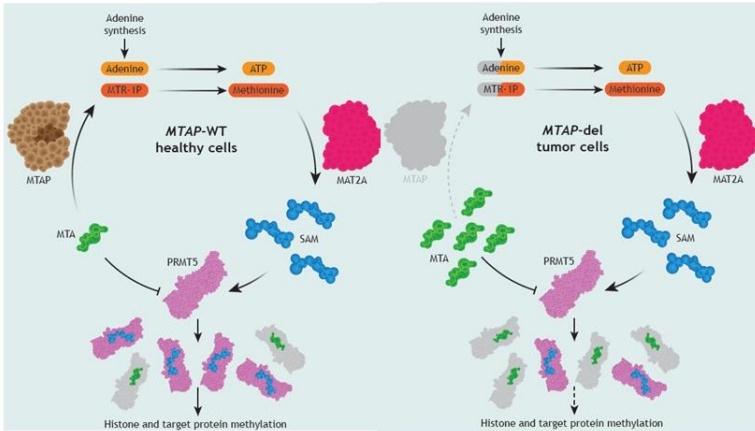 Adenine
synthesis
Adenine
ATP
MTR-1P
Methionine
MTAP-WT
healthy cells
MTAP
MAT2A
MTA
SAM
PRMT5
Histone and target protein methylation
Adenine
synthesis
Adenine
ATP
MTR-1P
Methionine
MTAP-del
tumor cells
MTAP
MAT2A
MTA
SAM
PRMT5
Histone and target protein methylation